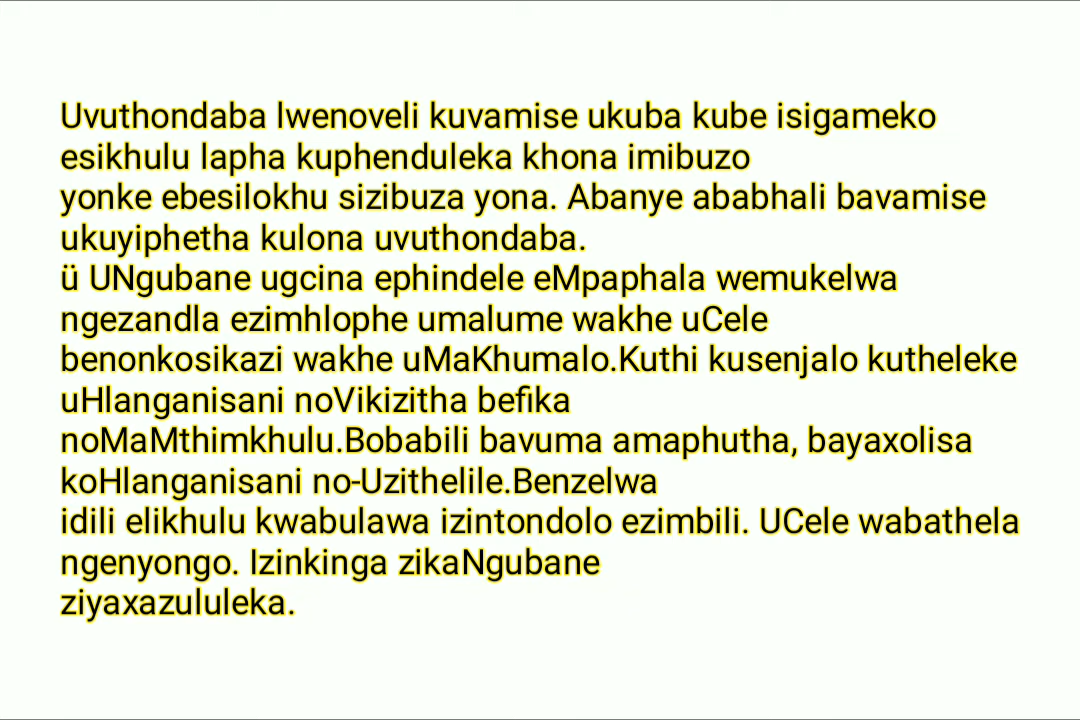 Uvuthondaba lwenoveli kuvamise ukuba kube isigameko
esikhulu lapha kuphenduleka khona imibuzo
yonke ebesilokhu sizibuza yona. Abanye ababhali bavamise
ukuyiphetha kulona uvuthondaba.
ü UNgubane ugcina ephindele eMpaphala wemukelwa
ngezandla ezimhlophe umalume wakhe uCele
benonkosikazi wakhe uMaKhumalo.Kuthi kusenjalo kutheleke
uHlanganisani noVikizitha befika
noMaMthimkhulu.Bobabili bavuma amaphutha, bayaxolisa
koHlanganisani no-Uzithelile.Benzelwa
idili elikhulu kwabulawa izintondolo ezimbili. UCele wabathela
ngenyongo. Izinkinga zikaNgubane
ziyaxazululeka.